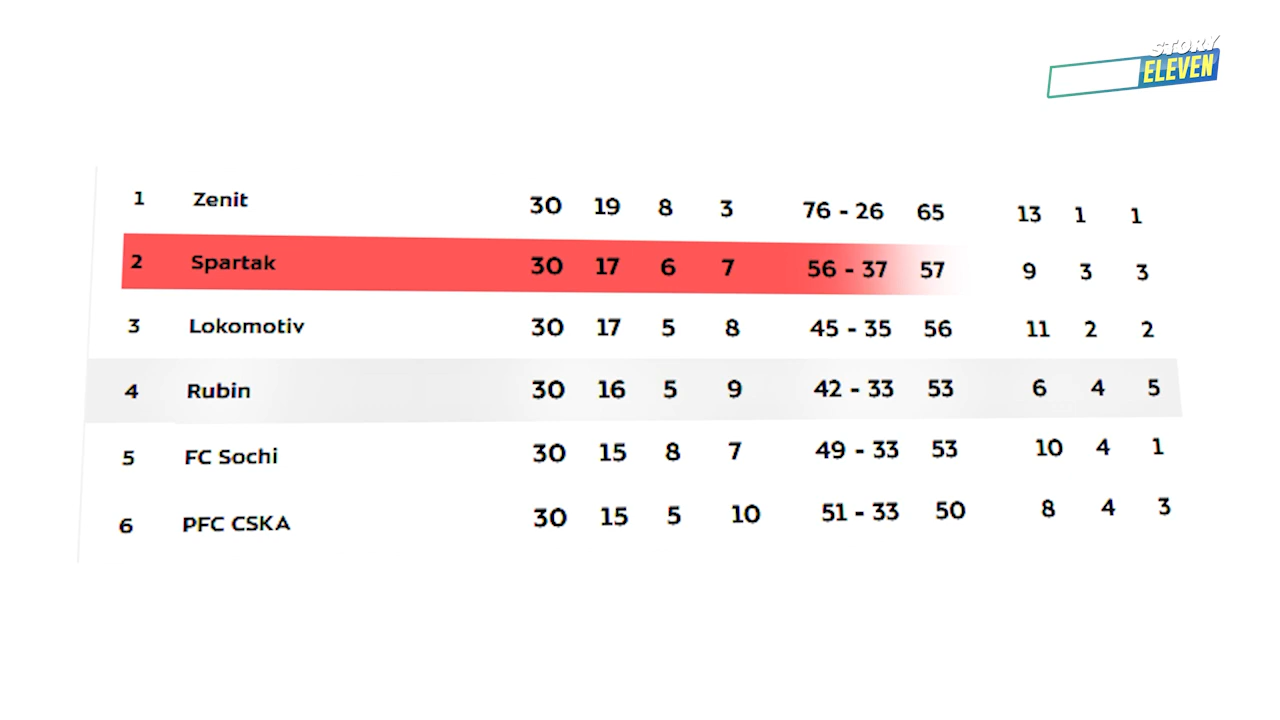 STORY
ELEVEN
1 Zenit 30 19 8 3 76 - 26 65 13 1 1
2 Spartak 30 17 6 7 56 - 37 57 9 3 3
3 Lokomotiv 30 17 5 8 45 - 35 56 11 2 2
4 Rubin 30 16 5 9 42 - 33 53 6 4 5
5 FC Sochi 30 15 8 7 49 - 33 53 10 4 1
6 PFC CSKA 30 15 5 10 51 - 33 50 8 4 3